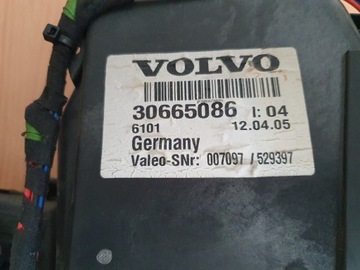 VOLVO
30665086 I: 04
6101 12.04.05
Germany
Valeo-SNr: 007097 / 529397